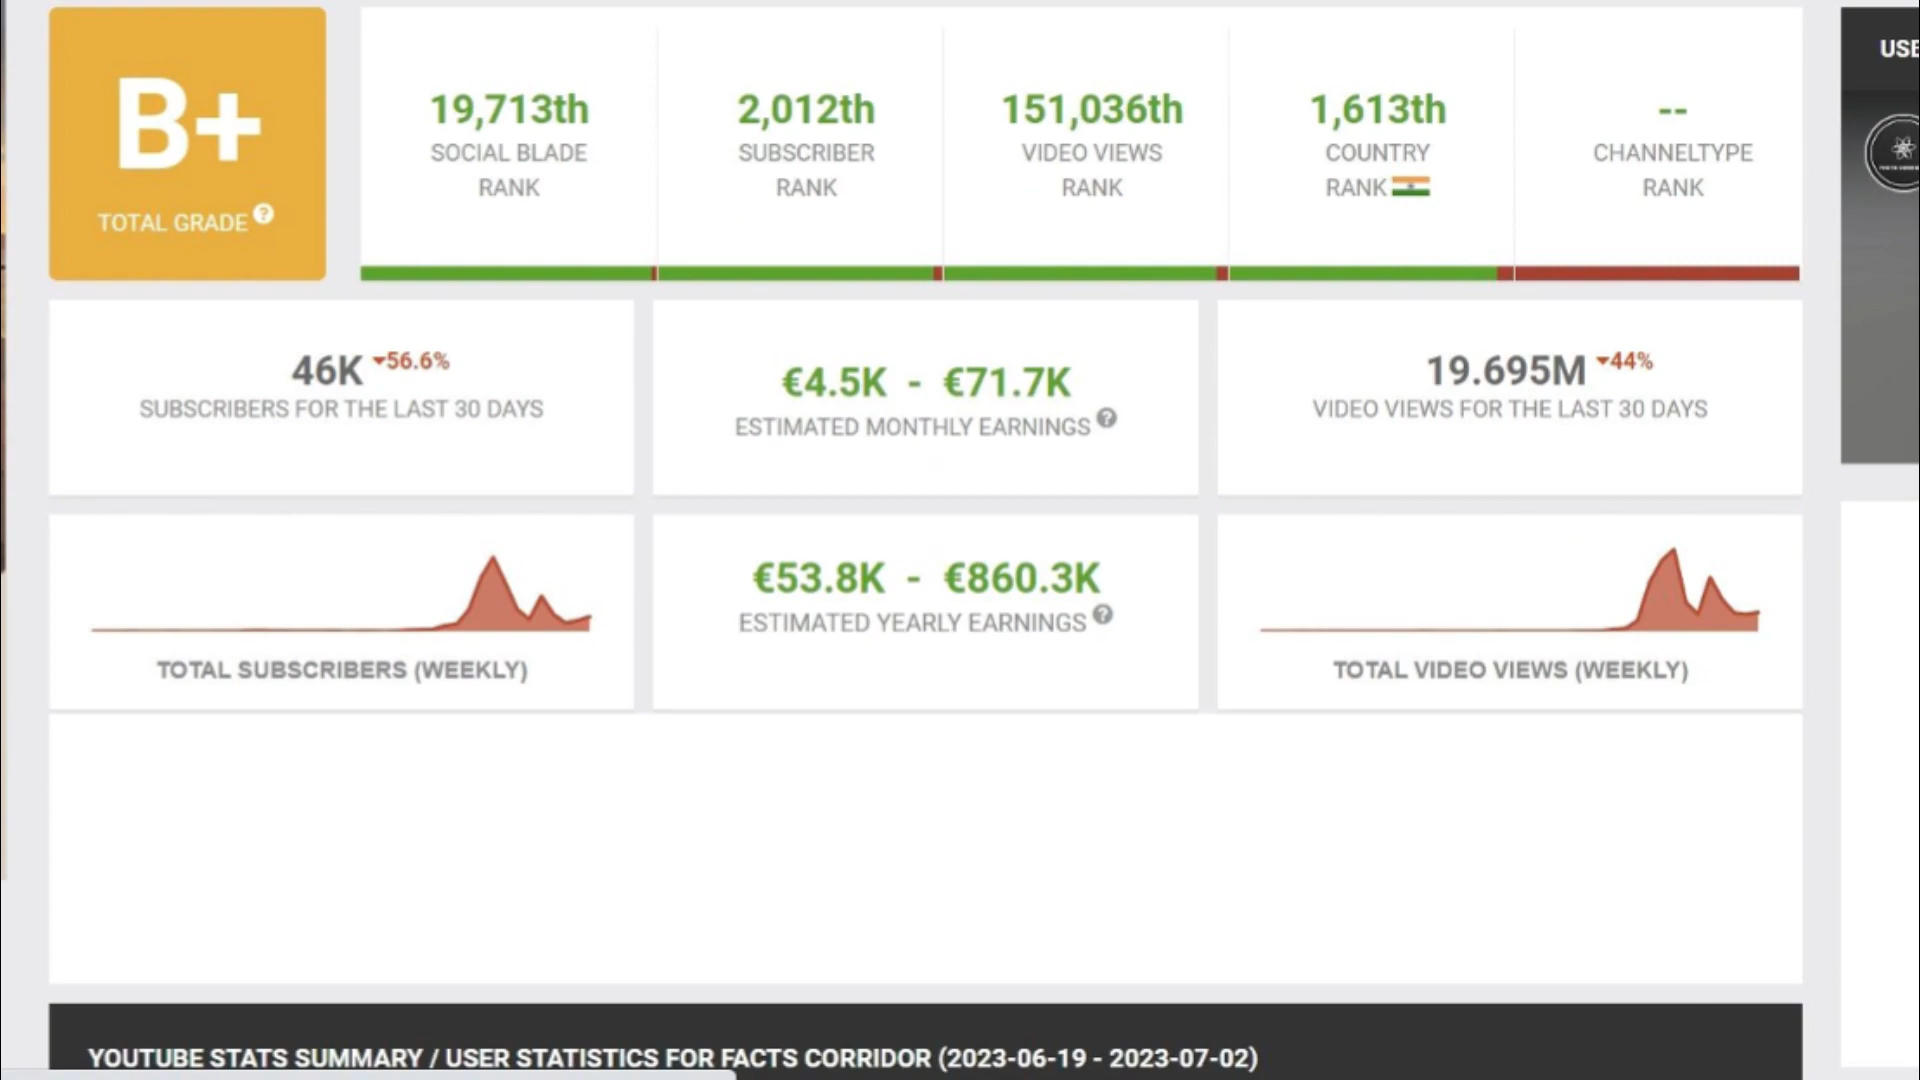 USE
B+
TOTAL GRADE ?
19,713th
SOCIAL BLADE
RANK
2,012th
SUBSCRIBER
RANK
151,036th
VIDEO VIEWS
RANK
1,613th
COUNTRY
RANK
--
CHANNELTYPE
RANK
46K 56.6%
SUBSCRIBERS FOR THE LAST 30 DAYS
€4.5K - €71.7K
ESTIMATED MONTHLY EARNINGS ?
19.695M 44%
VIDEO VIEWS FOR THE LAST 30 DAYS
TOTAL SUBSCRIBERS (WEEKLY)
€53.8K - €860.3K
ESTIMATED YEARLY EARNINGS ?
TOTAL VIDEO VIEWS (WEEKLY)
YOUTUBE STATS SUMMARY / USER STATISTICS FOR FACTS CORRIDOR (2023-06-19 - 2023-07-02)